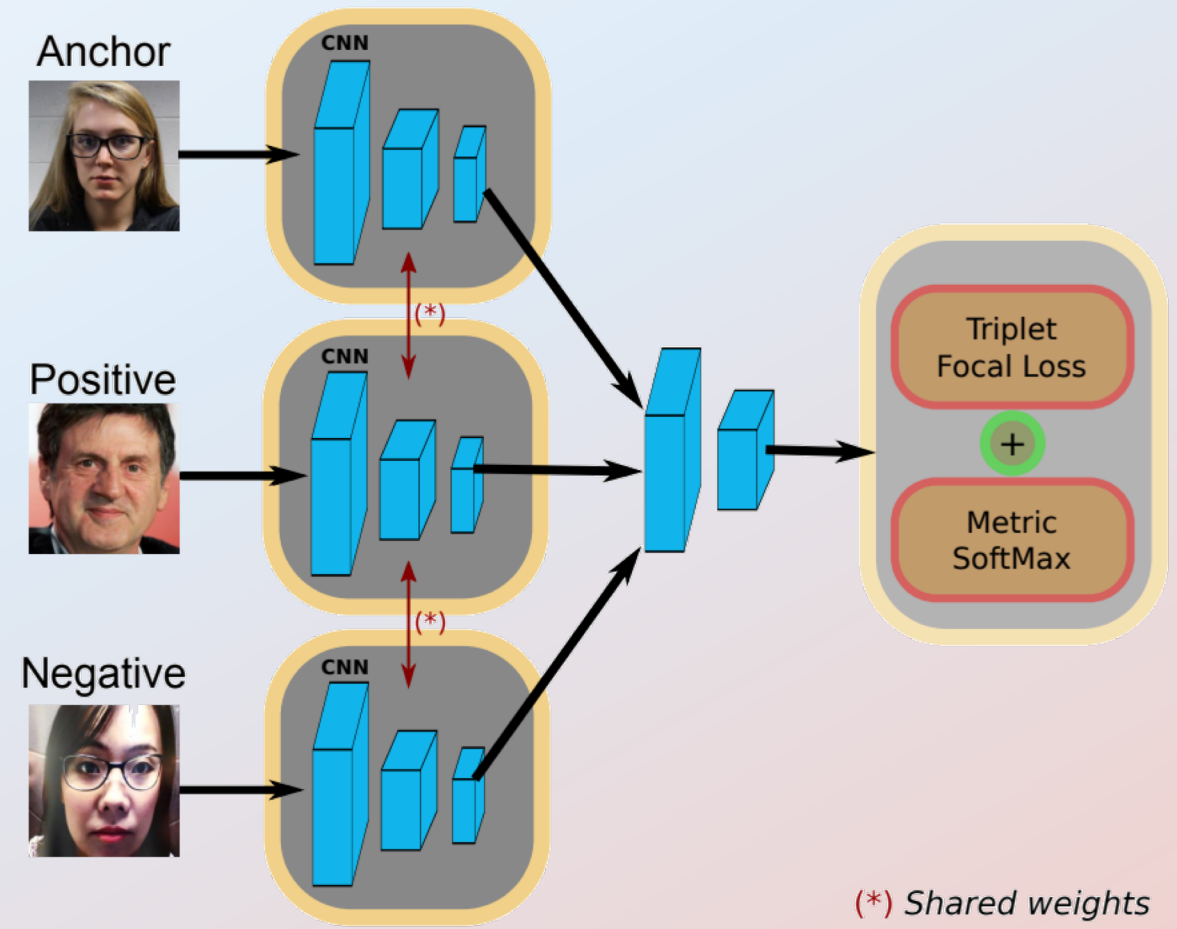 Anchor
CNN
(*)
Positive
CNN
(*)
Negative
CNN
Triplet
Focal Loss
+
Metric
SoftMax
(*) Shared weights